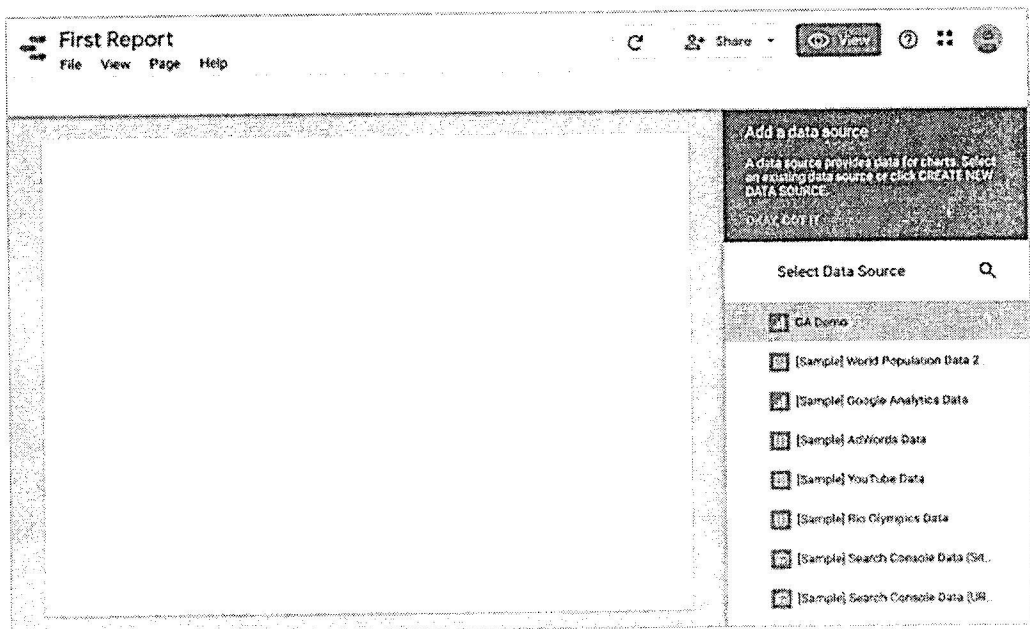 First Report
File View Page Help
Share
View
Add a data source
A data source provides data for charts. Select
an existing data source or click CREATE NEW
DATA SOURCE.
OKAY, GOT IT
Select Data Source
GA Demo
[Sample] World Population Data 2...
[Sample] Google Analytics Data
[Sample] AdWords Data
[Sample] YouTube Data
[Sample] Rio Olympics Data
[Sample] Search Console Data (Sit...
[Sample] Search Console Data (UR...